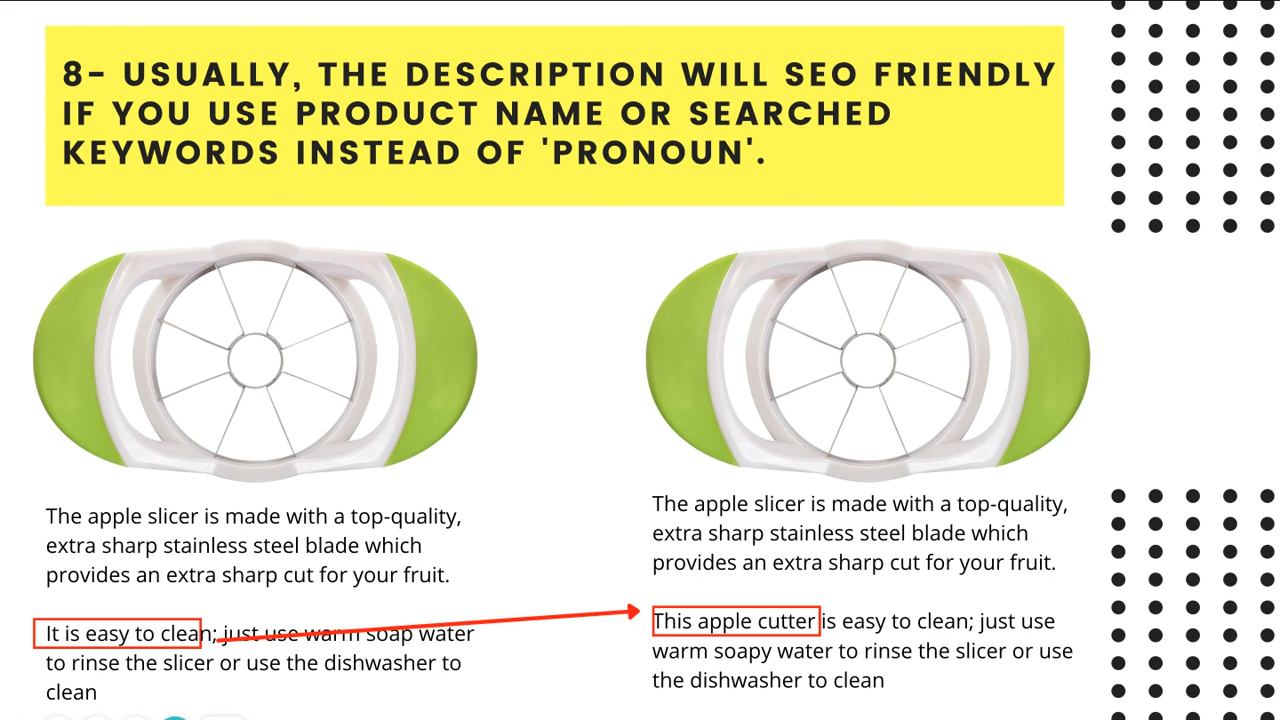 8- USUALLY, THE DESCRIPTION WILL SEO FRIENDLY
IF YOU USE PRODUCT NAME OR SEARCHED
KEYWORDS INSTEAD OF 'PRONOUN'.
The apple slicer is made with a top-quality,
extra sharp stainless steel blade which
provides an extra sharp cut for your fruit.
It is easy to clean; just use warm soap water
to rinse the slicer or use the dishwasher to
clean
The apple slicer is made with a top-quality,
extra sharp stainless steel blade which
provides an extra sharp cut for your fruit.
This apple cutter is easy to clean; just use
warm soapy water to rinse the slicer or use
the dishwasher to clean